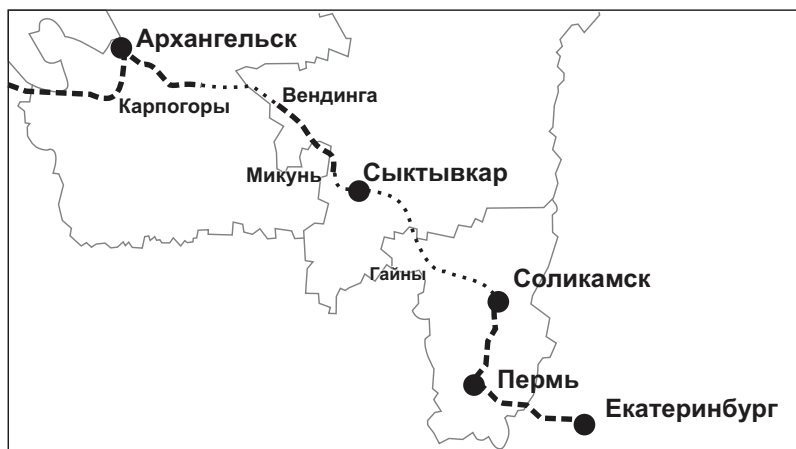 Архангельск
Карпогоры
Вендинга
Микунь
Сыктывкар
Гайны
Соликамск
Пермь
Екатеринбург